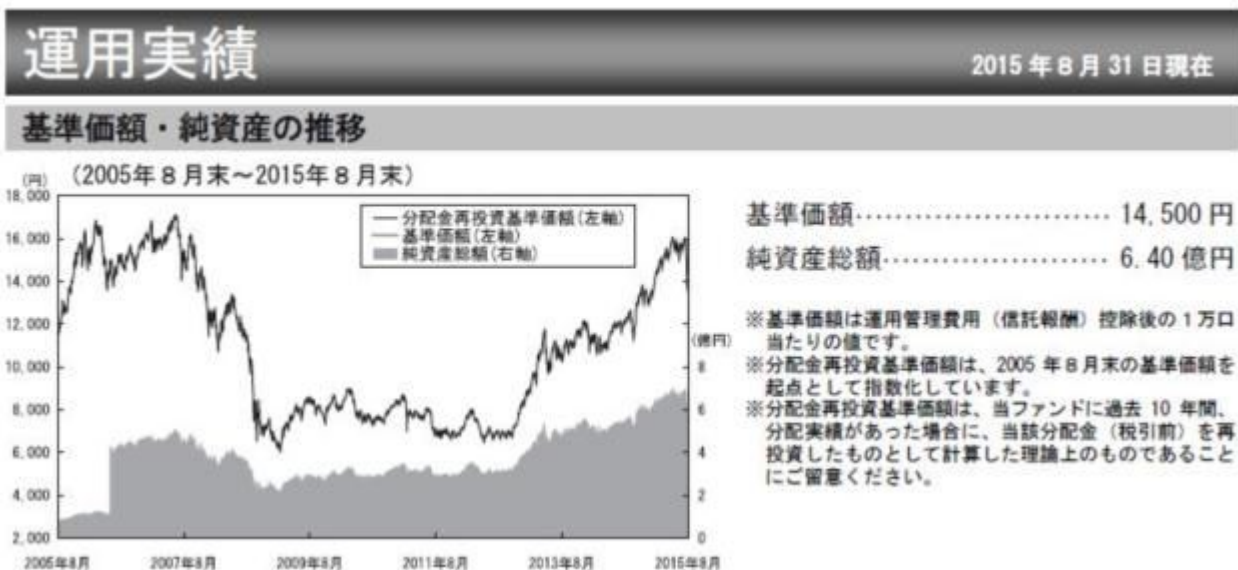 運用実績
2015年8月31日現在
基準価額・純資産の推移
(円)
(2005年8月末~2015年8月末)
18,000
16,000
14,000
12,000
10,000
8,000
6,000
4,000
2,000
分配金再投資基準価額(左軸)
基準価額(左軸)
純資産総額(右軸)
(億円)
8
6
4
2
0
2005年8月
2007年8月
2009年8月
2011年8月
2013年8月
2015年8月
基準価額‥‥‥‥‥‥‥‥‥‥‥‥ 14,500円
純資産総額‥‥‥‥‥‥‥‥‥‥‥ 6.40億円
※基準価額は運用管理費用(信託報酬)控除後の1万口
当たりの値です。
※分配金再投資基準価額は、2005年8月末の基準価額を
起点として指数化しています。
※分配金再投資基準価額は、当ファンドに過去10年間、
分配実績があった場合に、当該分配金(税引前)を再
投資したものとして計算した理論上のものであること
にご留意ください。